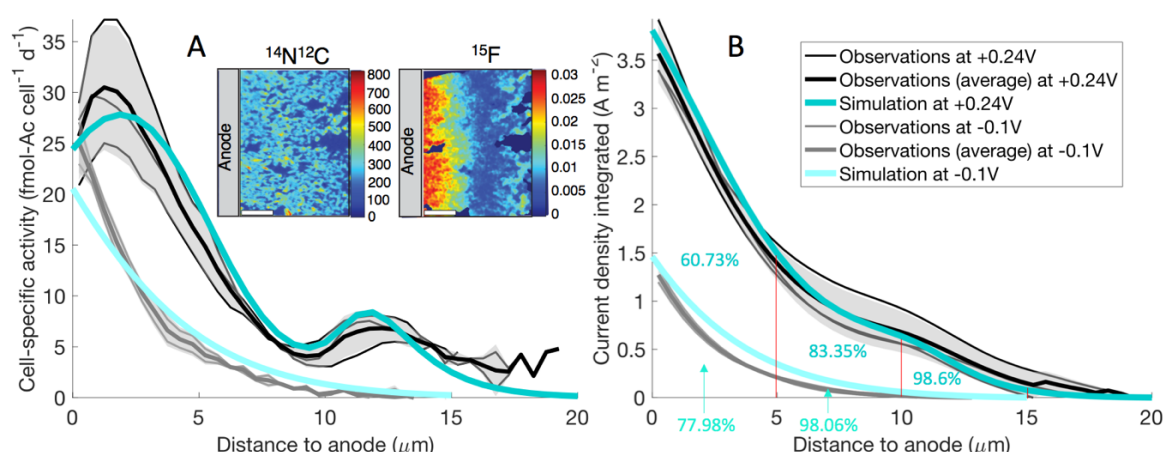 A
B
¹⁴N¹²C
¹⁵F
Anode
Anode
800
700
600
500
400
300
200
100
0
0.03
0.025
0.02
0.015
0.01
0.005
0
Cell-specific activity (fmol-Ac cell⁻¹ d⁻¹)
35
30
25
20
15
10
5
0
0 5 10 15 20
Distance to anode (μm)
Current density integrated (A m⁻²)
3.5
3
2.5
2
1.5
1
0.5
0
Observations at +0.24V
Observations (average) at +0.24V
Simulation at +0.24V
Observations at -0.1V
Observations (average) at -0.1V
Simulation at -0.1V
60.73%
83.35%
98.6%
77.98%
98.06%
0 5 10 15 20
Distance to anode (μm)